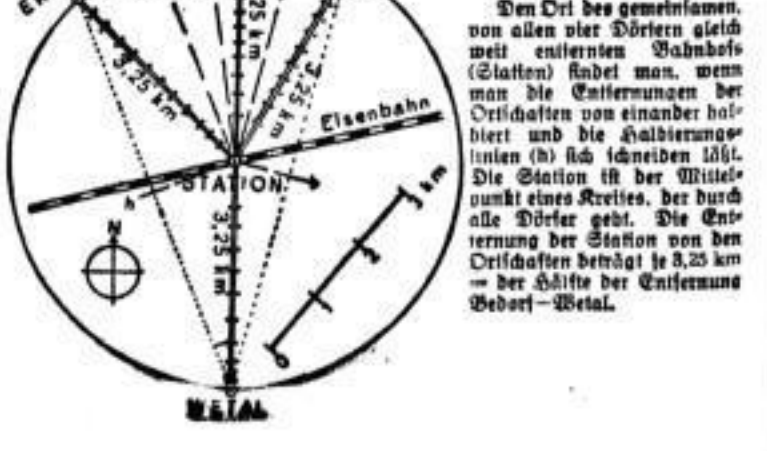 Den Ort des gemeinsamen,
von allen vier Dörfern gleich
weit entfernten Bahnhofs
(Station) findet man, wenn
man die Entfernungen der
Ortschaften von einander hal-
biert und die Halbierungs-
linien (h) sich schneiden läßt.
Die Station ist der Mittel-
punkt eines Kreises, der durch
alle Dörfer geht. Die Ent-
fernung der Station von den
Ortschaften beträgt je 3,25 km
= der Hälfte der Entfernung
Bedorf—Wetal.
25 km
3,25 km
3,25 km
Eisenbahn
STATION
h
N
3,25 km
3 km
2
1
0
WETAL